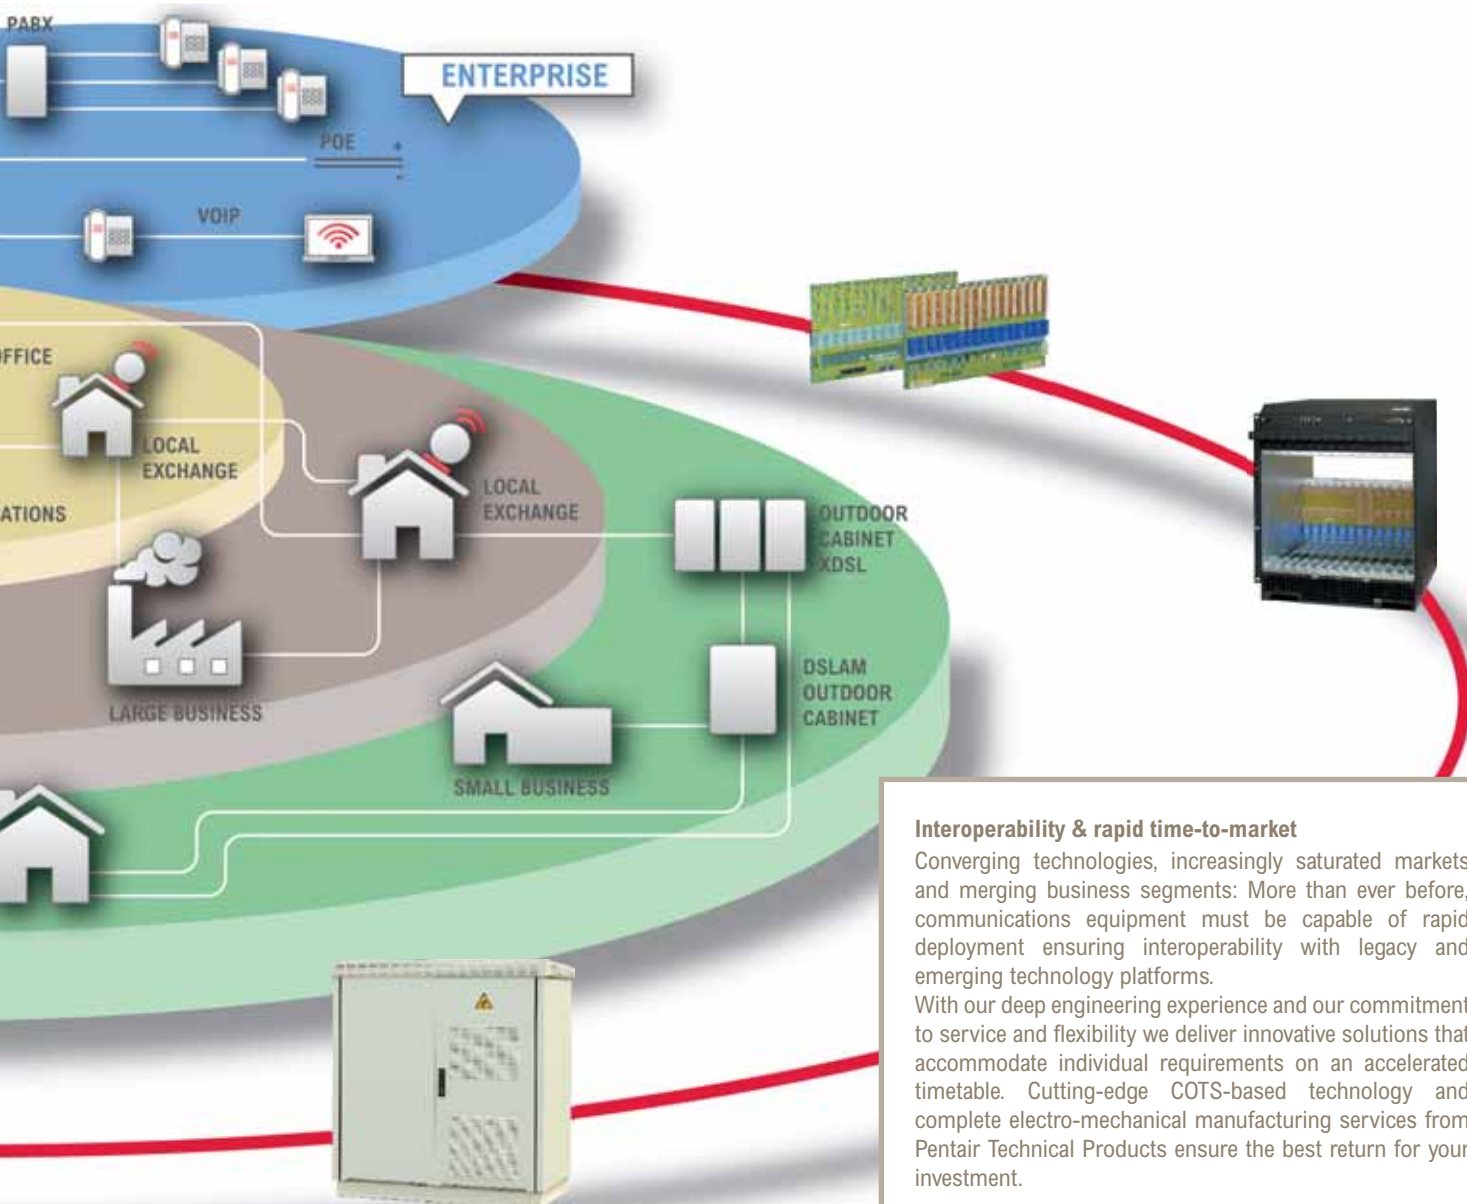 PABX
ENTERPRISE
POE
+
-
VOIP
OFFICE
LOCAL
EXCHANGE
LOCAL
EXCHANGE
ATIONS
OUTDOOR
CABINET
XDSL
DSLAM
OUTDOOR
CABINET
LARGE BUSINESS
SMALL BUSINESS
Interoperability & rapid time-to-market
Converging technologies, increasingly saturated markets
and merging business segments: More than ever before,
communications equipment must be capable of rapid
deployment ensuring interoperability with legacy and
emerging technology platforms.
With our deep engineering experience and our commitment
to service and flexibility we deliver innovative solutions that
accommodate individual requirements on an accelerated
timetable. Cutting-edge COTS-based technology and
complete electro-mechanical manufacturing services from
Pentair Technical Products ensure the best return for your
investment.